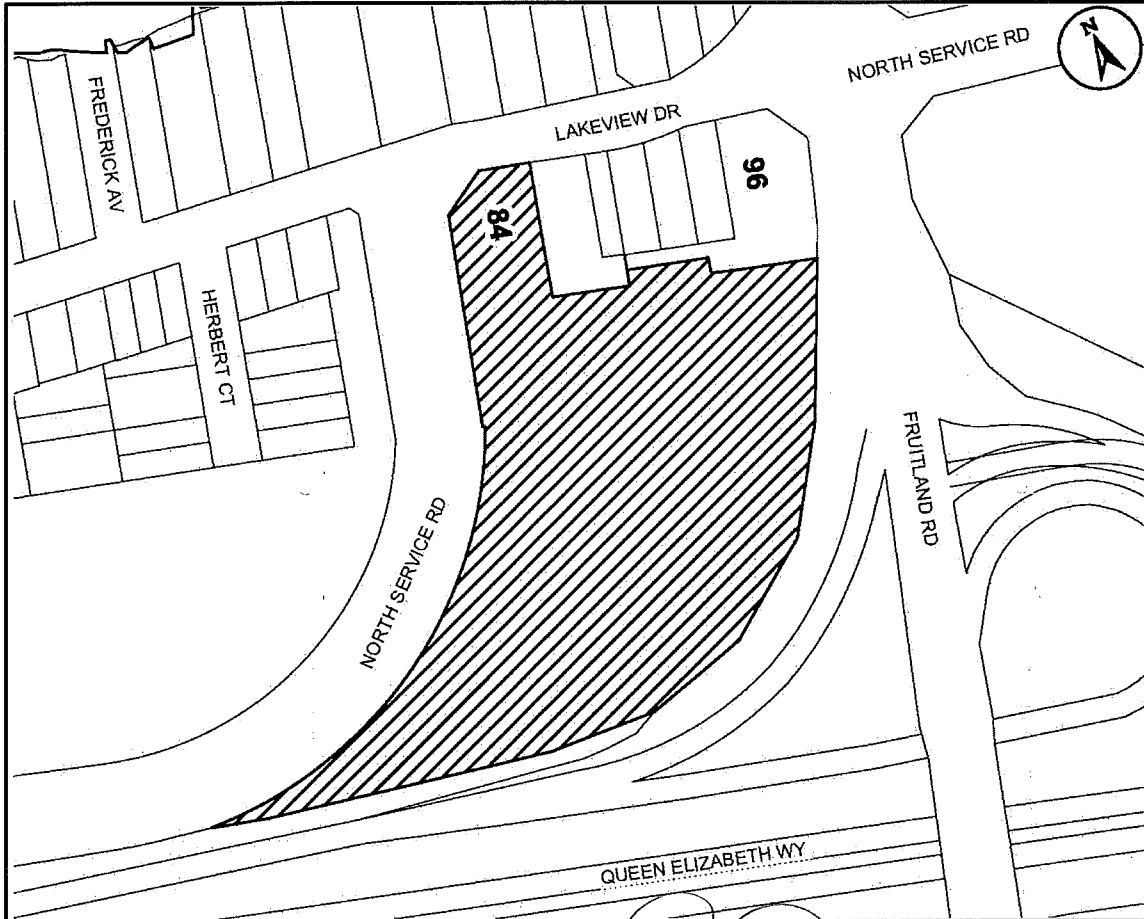 NORTH SERVICE RD
N
LAKEVIEW DR
FREDERICK AV
96
84
HERBERT CT
FRUITLAND RD
NORTH SERVICE RD
QUEEN ELIZABETH WY